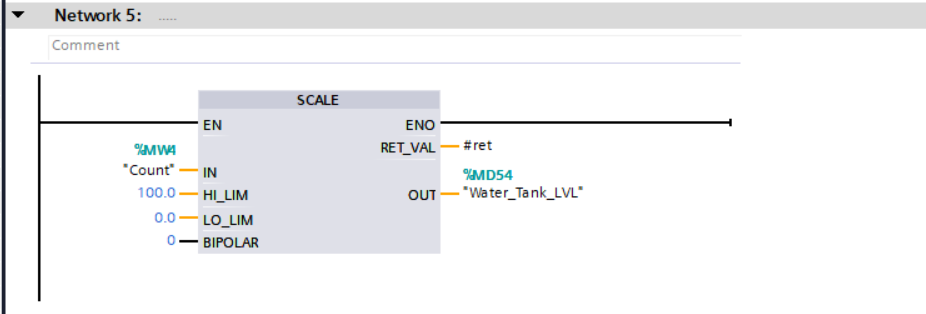 Network 5: .....
Comment
SCALE
EN ENO
%MW4 RET_VAL #ret
"Count" IN %MD54
100.0 HI_LIM OUT "Water_Tank_LVL"
0.0 LO_LIM
0 BIPOLAR